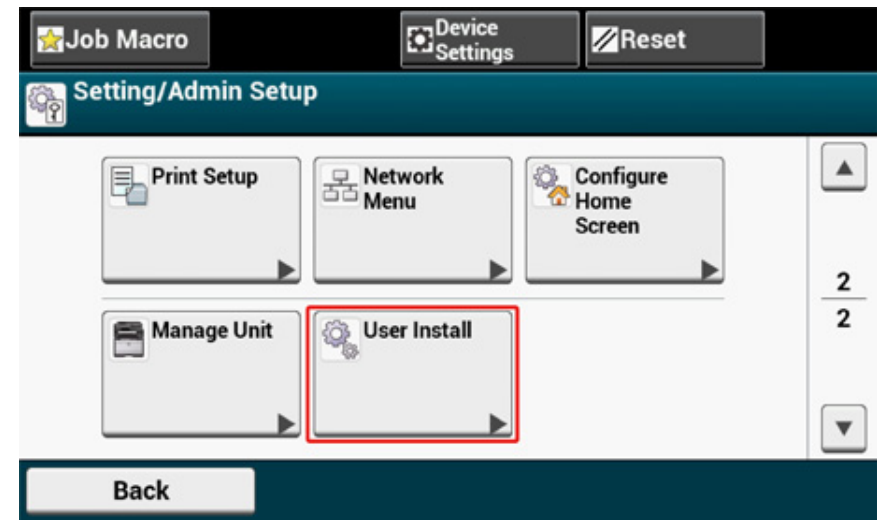 Job Macro
Device
Settings
Reset
Setting/Admin Setup
Print Setup
Network
Menu
Configure
Home
Screen
2
2
Manage Unit
User Install
Back